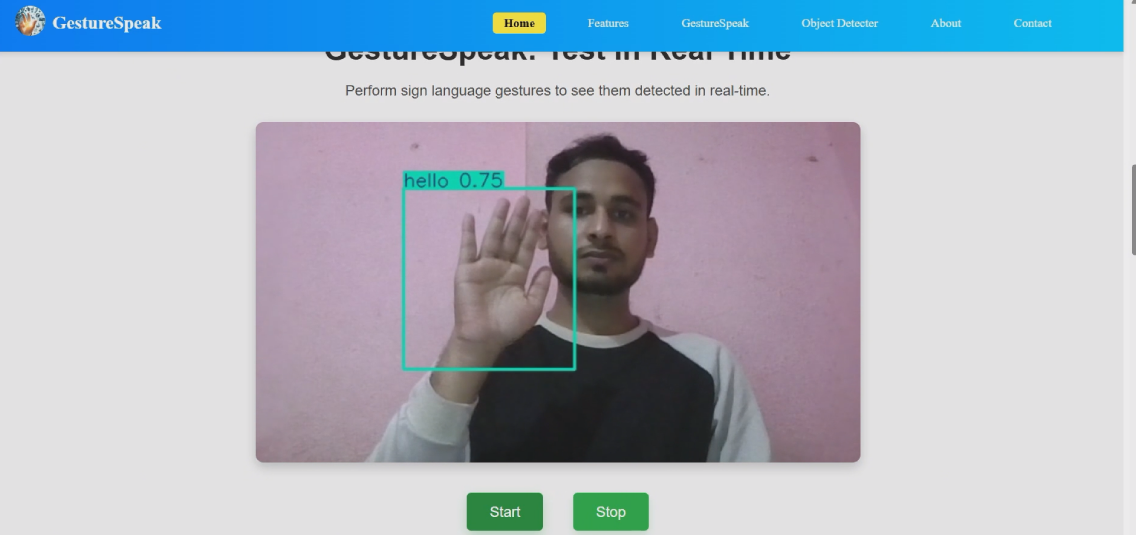 GestureSpeak
Home
Features
GestureSpeak
Object Detecter
About
Contact
GestureSpeak: Test in Real Time
Perform sign language gestures to see them detected in real-time.
hello 0.75
Start
Stop